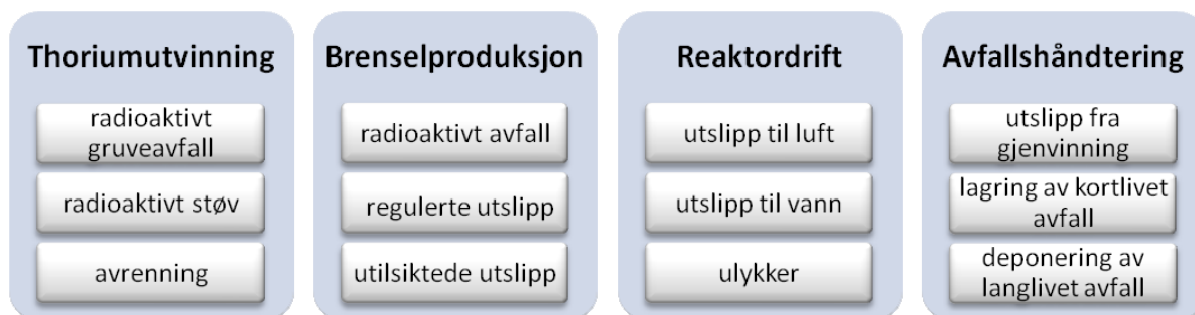 Thoriumutvinning
radioaktivt
gruveavfall
radioaktivt støv
avrenning
Brenselproduksjon
radioaktivt avfall
regulerte utslipp
utilsiktede utslipp
Reaktordrift
utslipp til luft
utslipp til vann
ulykker
Avfallshåndtering
utslipp fra
gjenvinning
lagring av kortlivet
avfall
deponering av
langlivet avfall